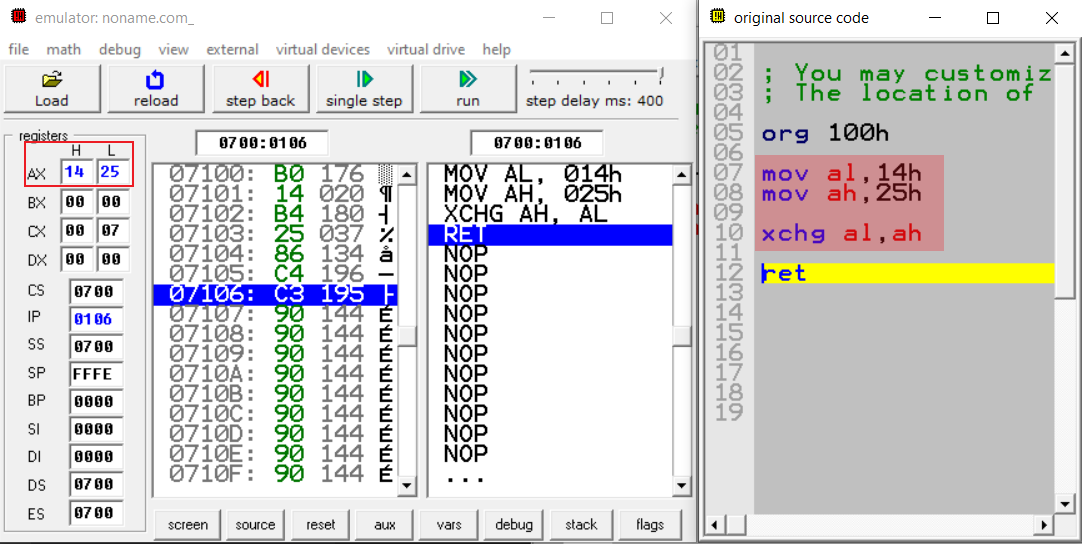 emulator: noname.com_
file math debug view external virtual devices virtual drive help
Load reload step back single step run step delay ms: 400
registers
H L
AX 14 25
BX 00 00
CX 00 07
DX 00 00
CS 0700
IP 0106
SS 0700
SP FFFE
BP 0000
SI 0000
DI 0000
DS 0700
ES 0700
0700:0106
07100: B0 176 ░
07101: 14 020 ¶
07102: B4 180 ┤
07103: 25 037 %
07104: 86 134 å
07105: C4 196 ─
07106: C3 195 ├
07107: 90 144 É
07108: 90 144 É
07109: 90 144 É
0710A: 90 144 É
0710B: 90 144 É
0710C: 90 144 É
0710D: 90 144 É
0710E: 90 144 É
0710F: 90 144 É
0700:0106
MOV AL, 014h
MOV AH, 025h
XCHG AH, AL
RET
NOP
NOP
NOP
NOP
NOP
NOP
NOP
NOP
NOP
NOP
NOP
...
screen source reset aux vars debug stack flags
original source code
01
02 ; You may customiz
03 ; The location of
04
05 org 100h
06
07 mov al,14h
08 mov ah,25h
09
10 xchg al,ah
11
12 ret
13
14
15
16
17
18
19